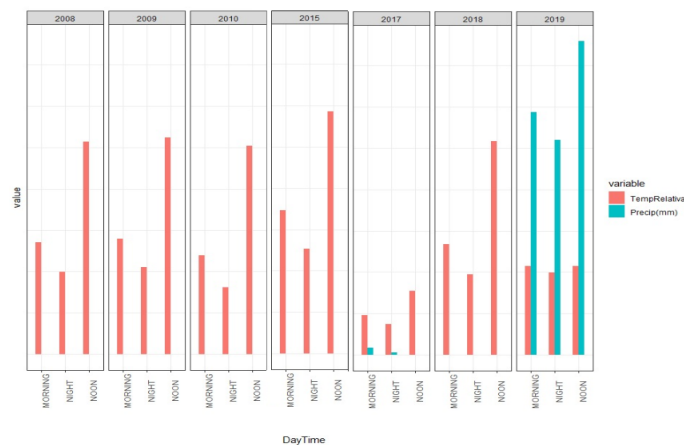 2008 2009 2010 2015 2017 2018 2019
value
variable
TempRelativa
Precip(mm)
MORNING NIGHT NOON MORNING NIGHT NOON MORNING NIGHT NOON MORNING NIGHT NOON MORNING NIGHT NOON MORNING NIGHT NOON MORNING NIGHT NOON
DayTime